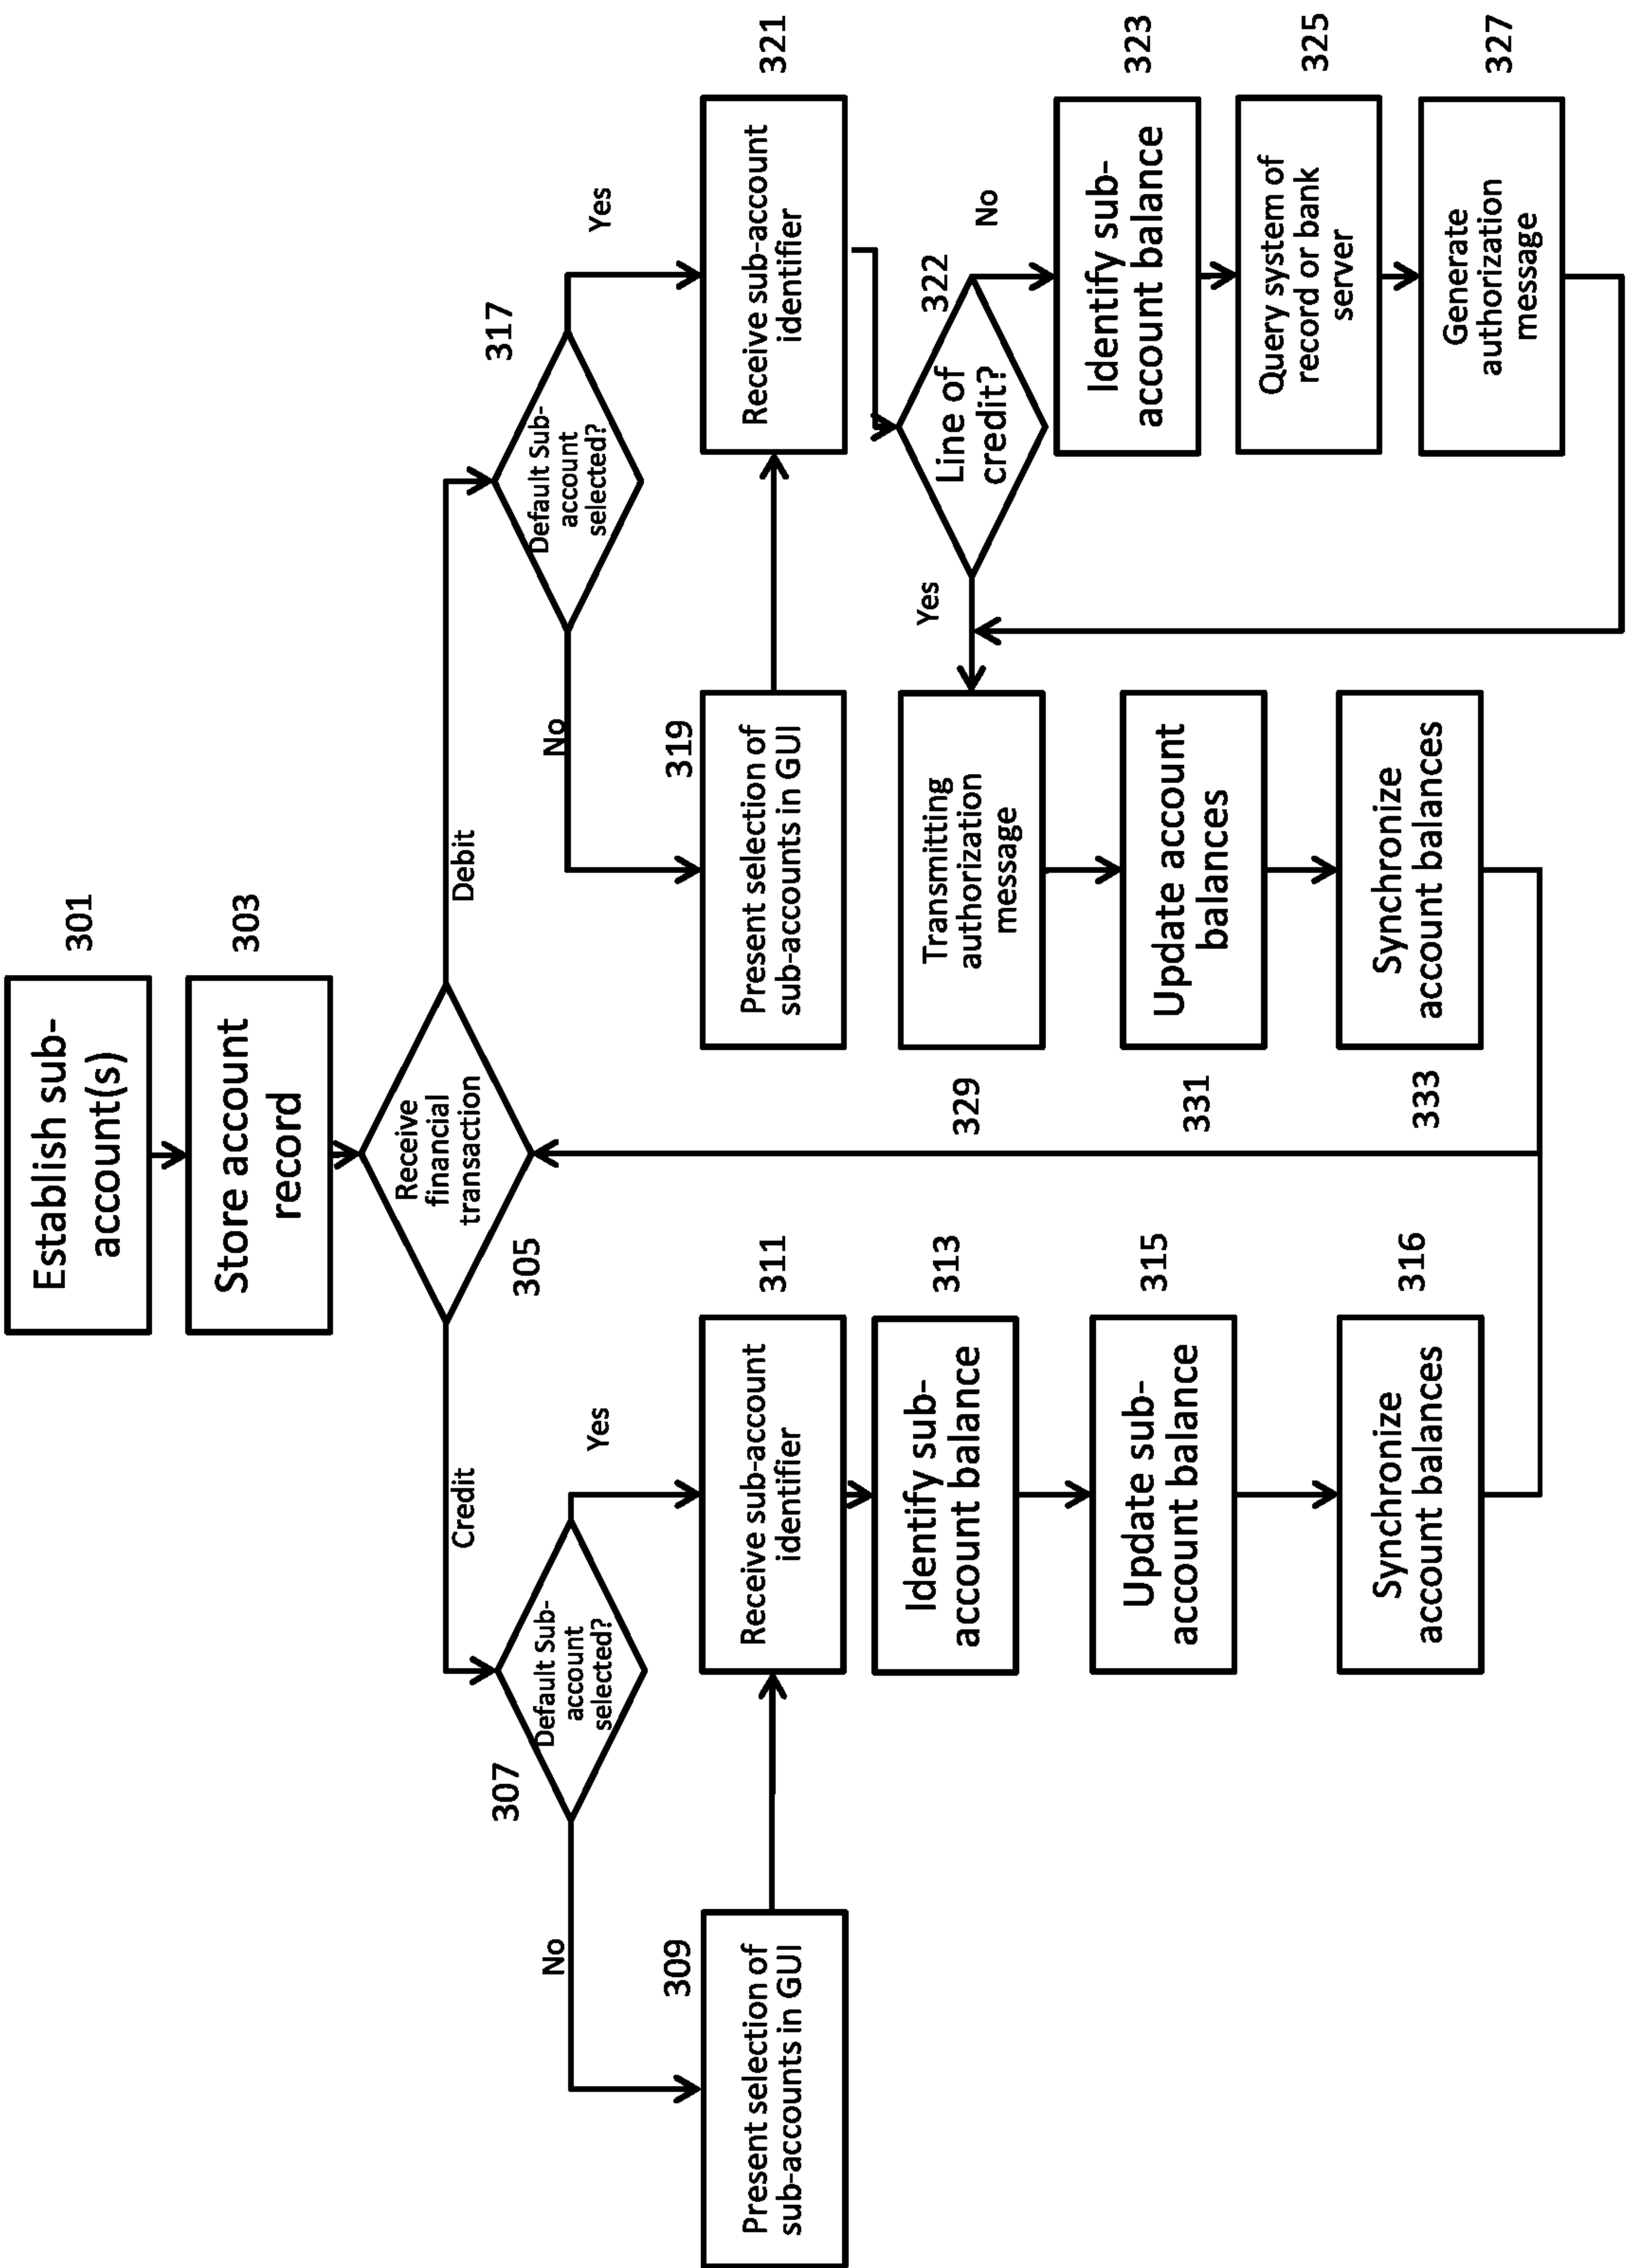 301
Establish sub-
account(s)
303
Store account
record
Receive
financial
transaction
305
Credit
Debit
307
Default Sub-
account
selected?
No
Yes
309
Present selection of
sub-accounts in GUI
311
Receive sub-account
identifier
313
Identify sub-
account balance
315
Update sub-
account balance
316
Synchronize
account balances
317
Default Sub-
account
selected?
No
Yes
319
Present selection of
sub-accounts in GUI
321
Receive sub-account
identifier
322
Line of
credit?
Yes
No
323
Identify sub-
account balance
325
Query system of
record or bank
server
327
Generate
authorization
message
329
Transmitting
authorization
message
331
Update account
balances
333
Synchronize
account balances